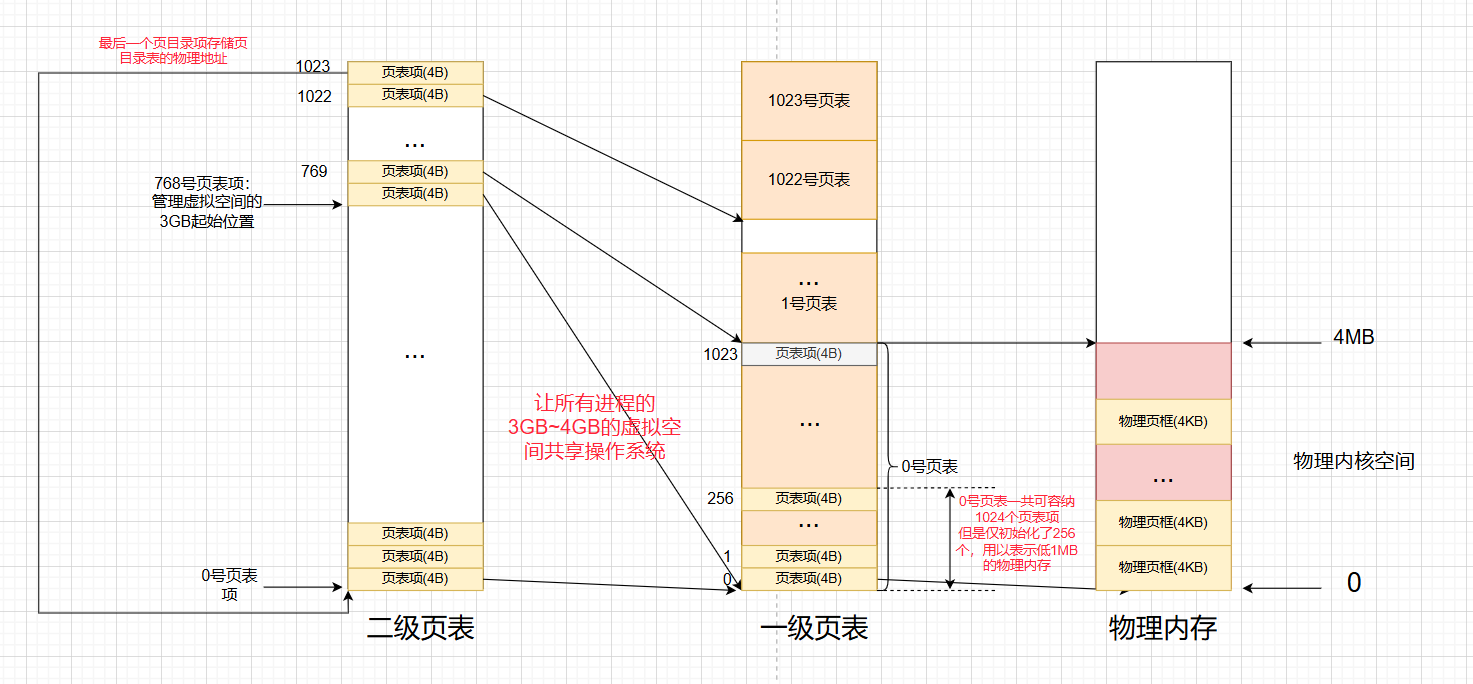 最后一个页目录项存储页
目录表的物理地址
1023
1022
769
768号页表项：
管理虚拟空间的
3GB起始位置
0号页表
项
页表项(4B)
页表项(4B)
...
页表项(4B)
页表项(4B)
...
页表项(4B)
页表项(4B)
页表项(4B)
二级页表
让所有进程的
3GB~4GB的虚拟空
间共享操作系统
1023号页表
1022号页表
...
1号页表
1023
页表项(4B)
...
256
页表项(4B)
...
1
页表项(4B)
0
页表项(4B)
一级页表
0号页表
0号页表一共可容纳
1024个页表项
但是仅初始化了256
个，用以表示低1MB
的物理内存
物理页框(4KB)
...
物理页框(4KB)
物理页框(4KB)
物理内存
4MB
物理内核空间
0